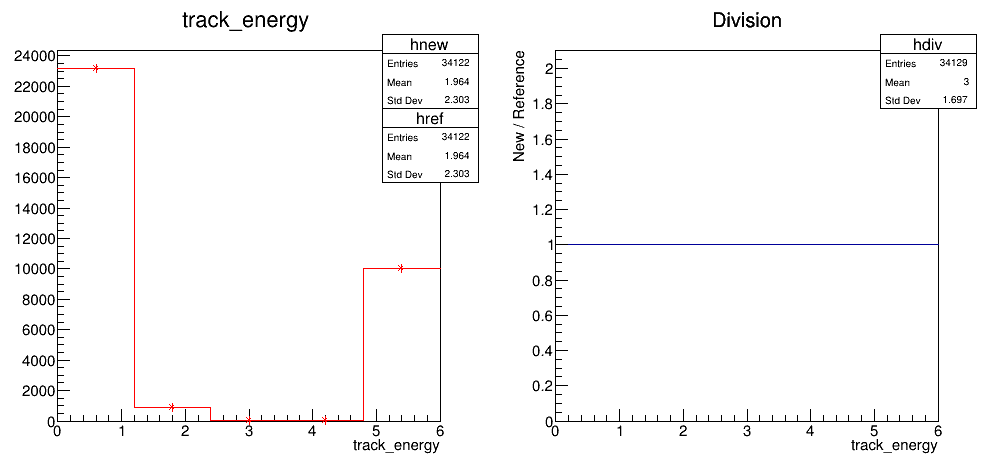 track_energy
hnew
Entries 34122
Mean 1.964
Std Dev 2.303
href
Entries 34122
Mean 1.964
Std Dev 2.303
24000
22000
20000
18000
16000
14000
12000
10000
8000
6000
4000
2000
0
0 1 2 3 4 5 6
track_energy
Division
hdiv
Entries 34129
Mean 3
Std Dev 1.697
New / Reference
2
1.8
1.6
1.4
1.2
1
0.8
0.6
0.4
0.2
0
0 1 2 3 4 5 6
track_energy